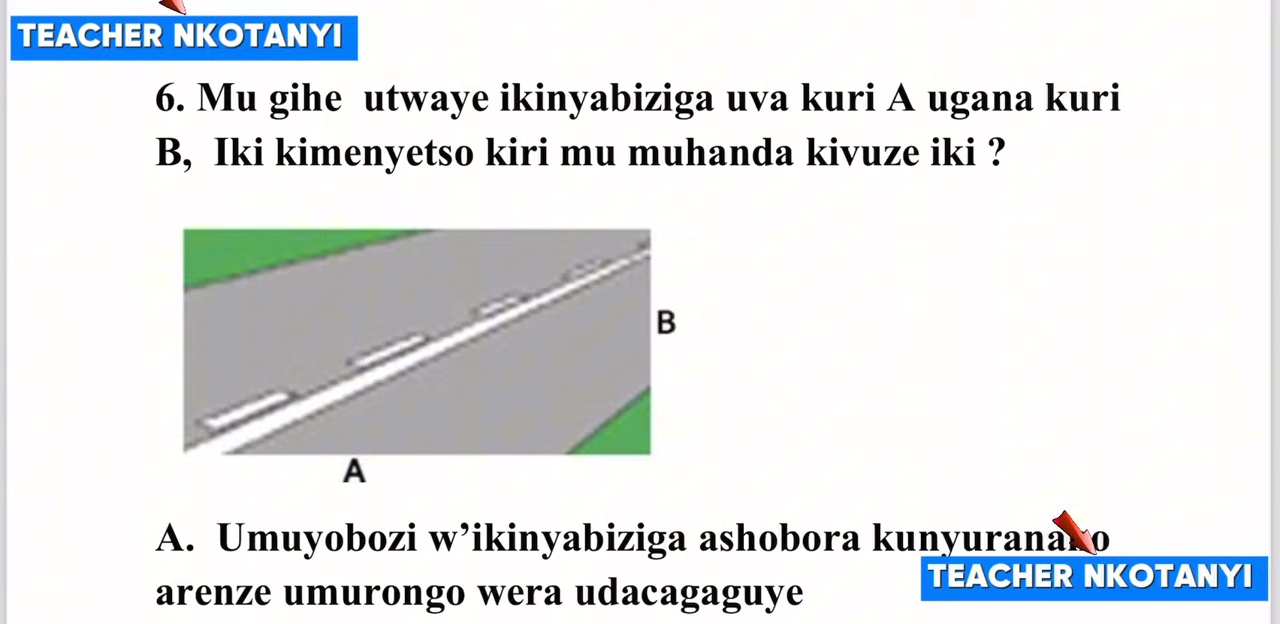 TEACHER NKOTANYI
6. Mu gihe utwaye ikinyabiziga uva kuri A ugana kuri
B, Iki kimenyetso kiri mu muhanda kivuze iki ?
B
A
A. Umuyobozi w’ikinyabiziga ashobora
arenze umurongo wera udacagaguye
TEACHER NKOTANYI